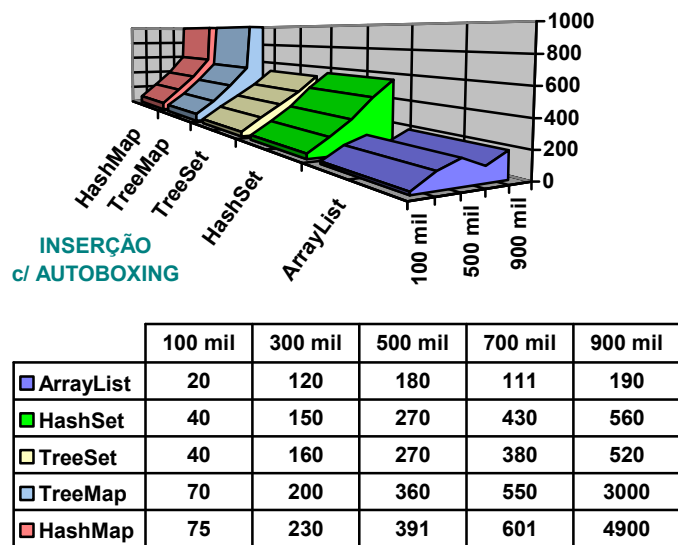 1000
800
600
400
200
0
HashMap
TreeMap
TreeSet
HashSet
ArrayList
100 mil
500 mil
900 mil
INSERÇÃO
c/ AUTOBOXING
100 mil 300 mil 500 mil 700 mil 900 mil
ArrayList 20 120 180 111 190
HashSet 40 150 270 430 560
TreeSet 40 160 270 380 520
TreeMap 70 200 360 550 3000
HashMap 75 230 391 601 4900